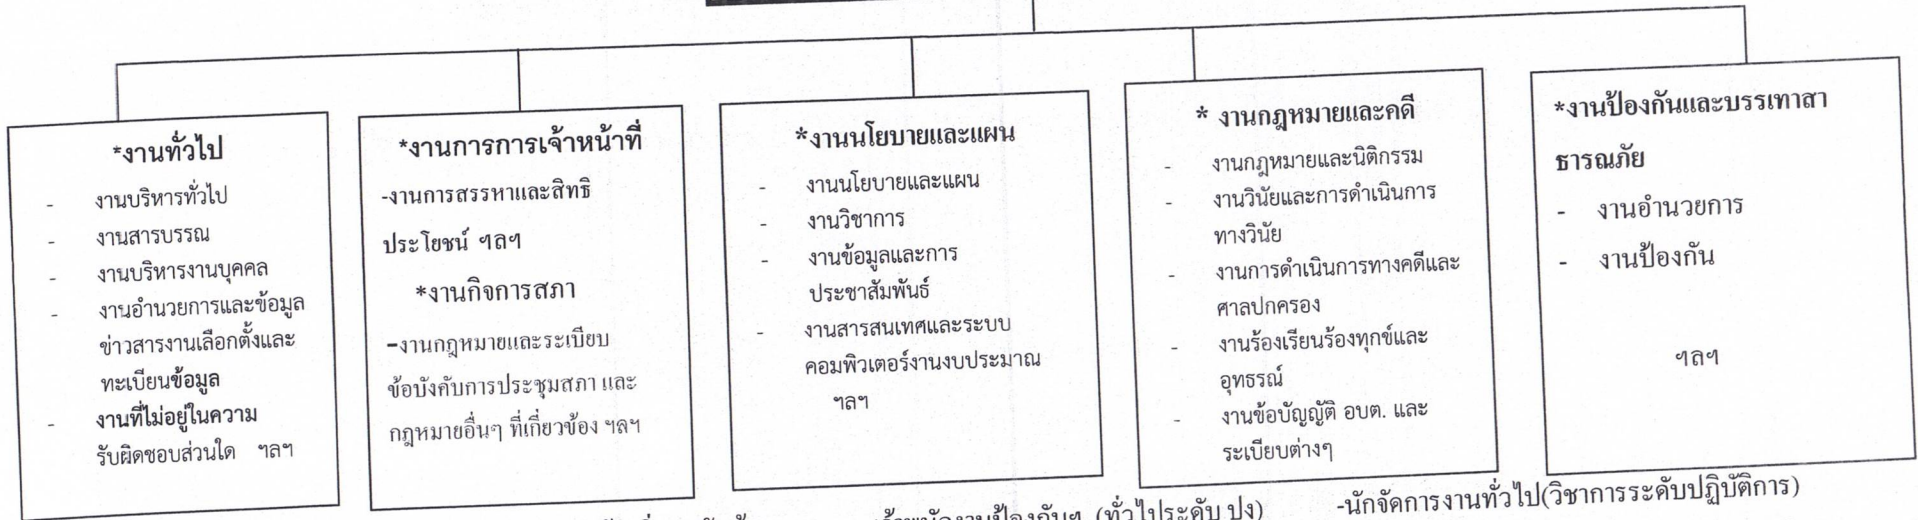 *งานทั่วไป
- งานบริหารทั่วไป
- งานสารบรรณ
- งานบริหารงานบุคคล
- งานอำนวยการและข้อมูล
ข่าวสารงานเลือกตั้งและ
ทะเบียนข้อมูล
- งานที่ไม่อยู่ในความ
รับผิดชอบส่วนใด ฯลฯ
*งานการการเจ้าหน้าที่
-งานการสรรหาและสิทธิ
ประโยชน์ ฯลฯ
*งานกิจการสภา
-งานกฎหมายและระเบียบ
ข้อบังคับการประชุมสภา และ
กฎหมายอื่นๆ ที่เกี่ยวข้อง ฯลฯ
*งานนโยบายและแผน
- งานนโยบายและแผน
- งานวิชาการ
- งานข้อมูลและการ
ประชาสัมพันธ์
- งานสารสนเทศและระบบ
คอมพิวเตอร์งานงบประมาณ
ฯลฯ
* งานกฎหมายและคดี
- งานกฎหมายและนิติกรรม
- งานวินัยและการดำเนินการ
ทางวินัย
- งานการดำเนินการทางคดีและ
ศาลปกครอง
- งานร้องเรียนร้องทุกข์และ
อุทธรณ์
- งานข้อบัญญัติ อบต. และ
ระเบียบต่างๆ
*งานป้องกันและบรรเทาสา
ธารณภัย
- งานอำนวยการ
- งานป้องกัน
ฯลฯ
(ทั่วไประดับ ปง) -นักจัดการงานทั่วไป(วิชาการระดับปฏิบัติการ)